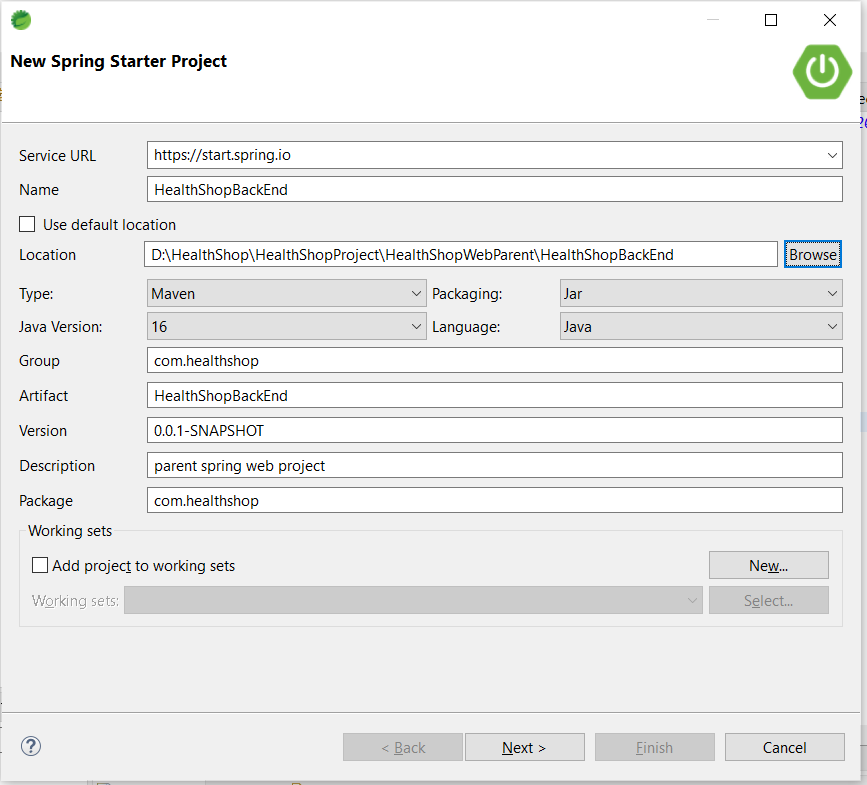 New Spring Starter Project
Service URL https://start.spring.io
Name HealthShopBackEnd
Use default location
Location D:\HealthShop\HealthShopProject\HealthShopWebParent\HealthShopBackEnd Browse
Type: Maven Packaging: Jar
Java Version: 16 Language: Java
Group com.healthshop
Artifact HealthShopBackEnd
Version 0.0.1-SNAPSHOT
Description parent spring web project
Package com.healthshop
Working sets
Add project to working sets New...
Working sets: Select...
? < Back Next > Finish Cancel